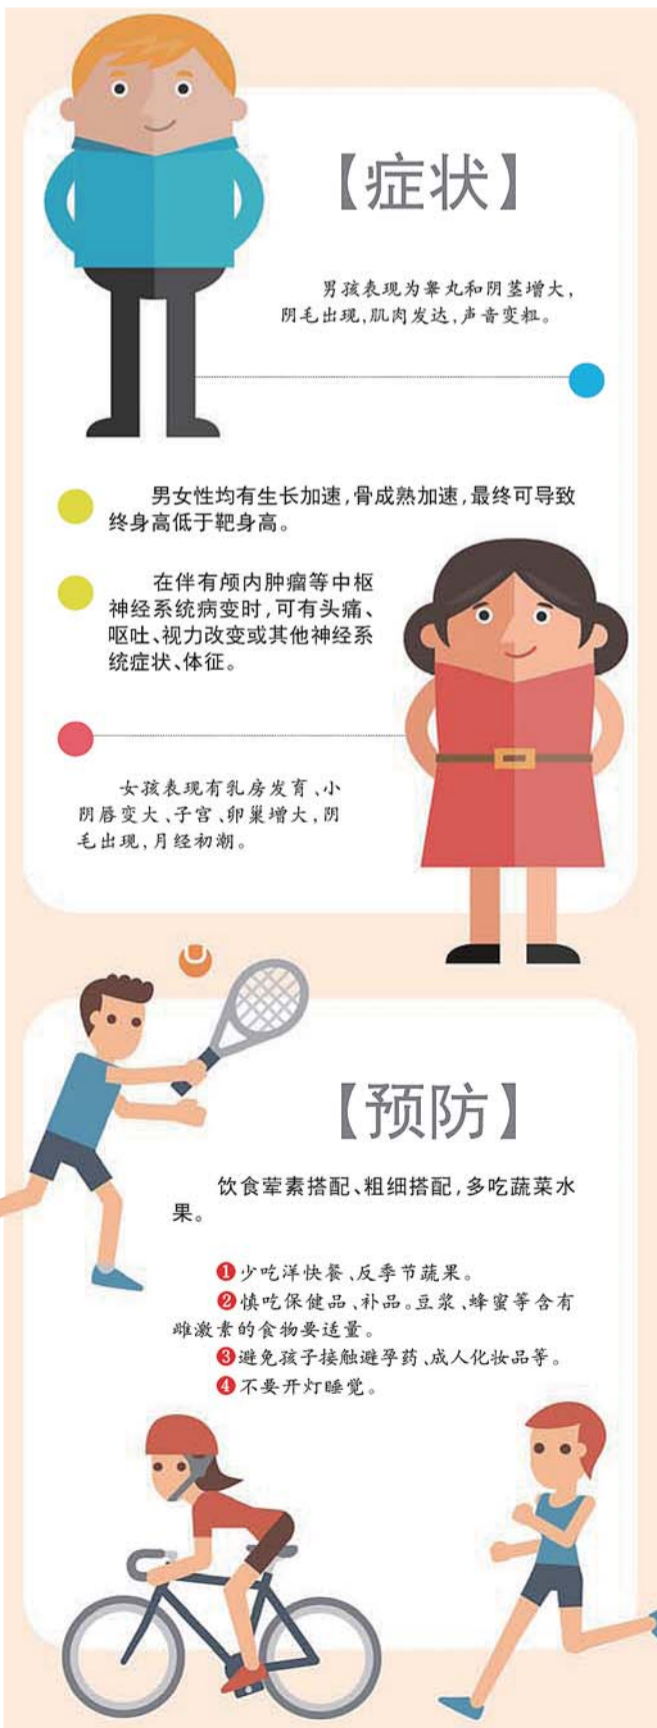 【症状】
男孩表现为睾丸和阴茎增大,
阴毛出现,肌肉发达,声音变粗。
男女性均有生长加速,骨成熟加速,最终可导致
终身高低于靶身高。
在伴有颅内肿瘤等中枢
神经系统病变时,可有头痛、
呕吐、视力改变或其他神经系
统症状、体征。
女孩表现有乳房发育、小
阴唇变大、子宫、卵巢增大,阴
毛出现,月经初潮。
【预防】
饮食荤素搭配、粗细搭配,多吃蔬菜水
果。
❶少吃洋快餐、反季节蔬果。
❷慎吃保健品、补品。豆浆、蜂蜜等含有
雌激素的食物要适量。
❸避免孩子接触避孕药、成人化妆品等。
❹不要开灯睡觉。